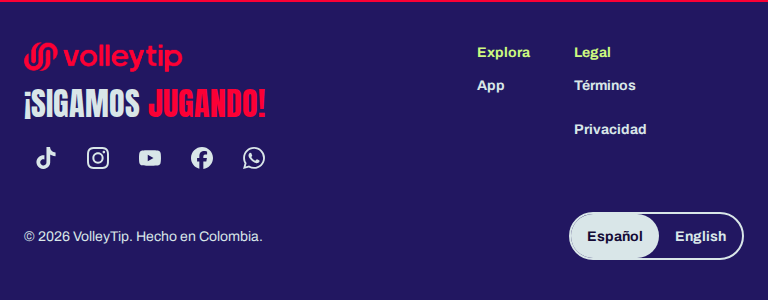 volleytip
¡SIGAMOS JUGANDO!
Explora
App
Legal
Términos
Privacidad
© 2026 VolleyTip. Hecho en Colombia.
Español
English